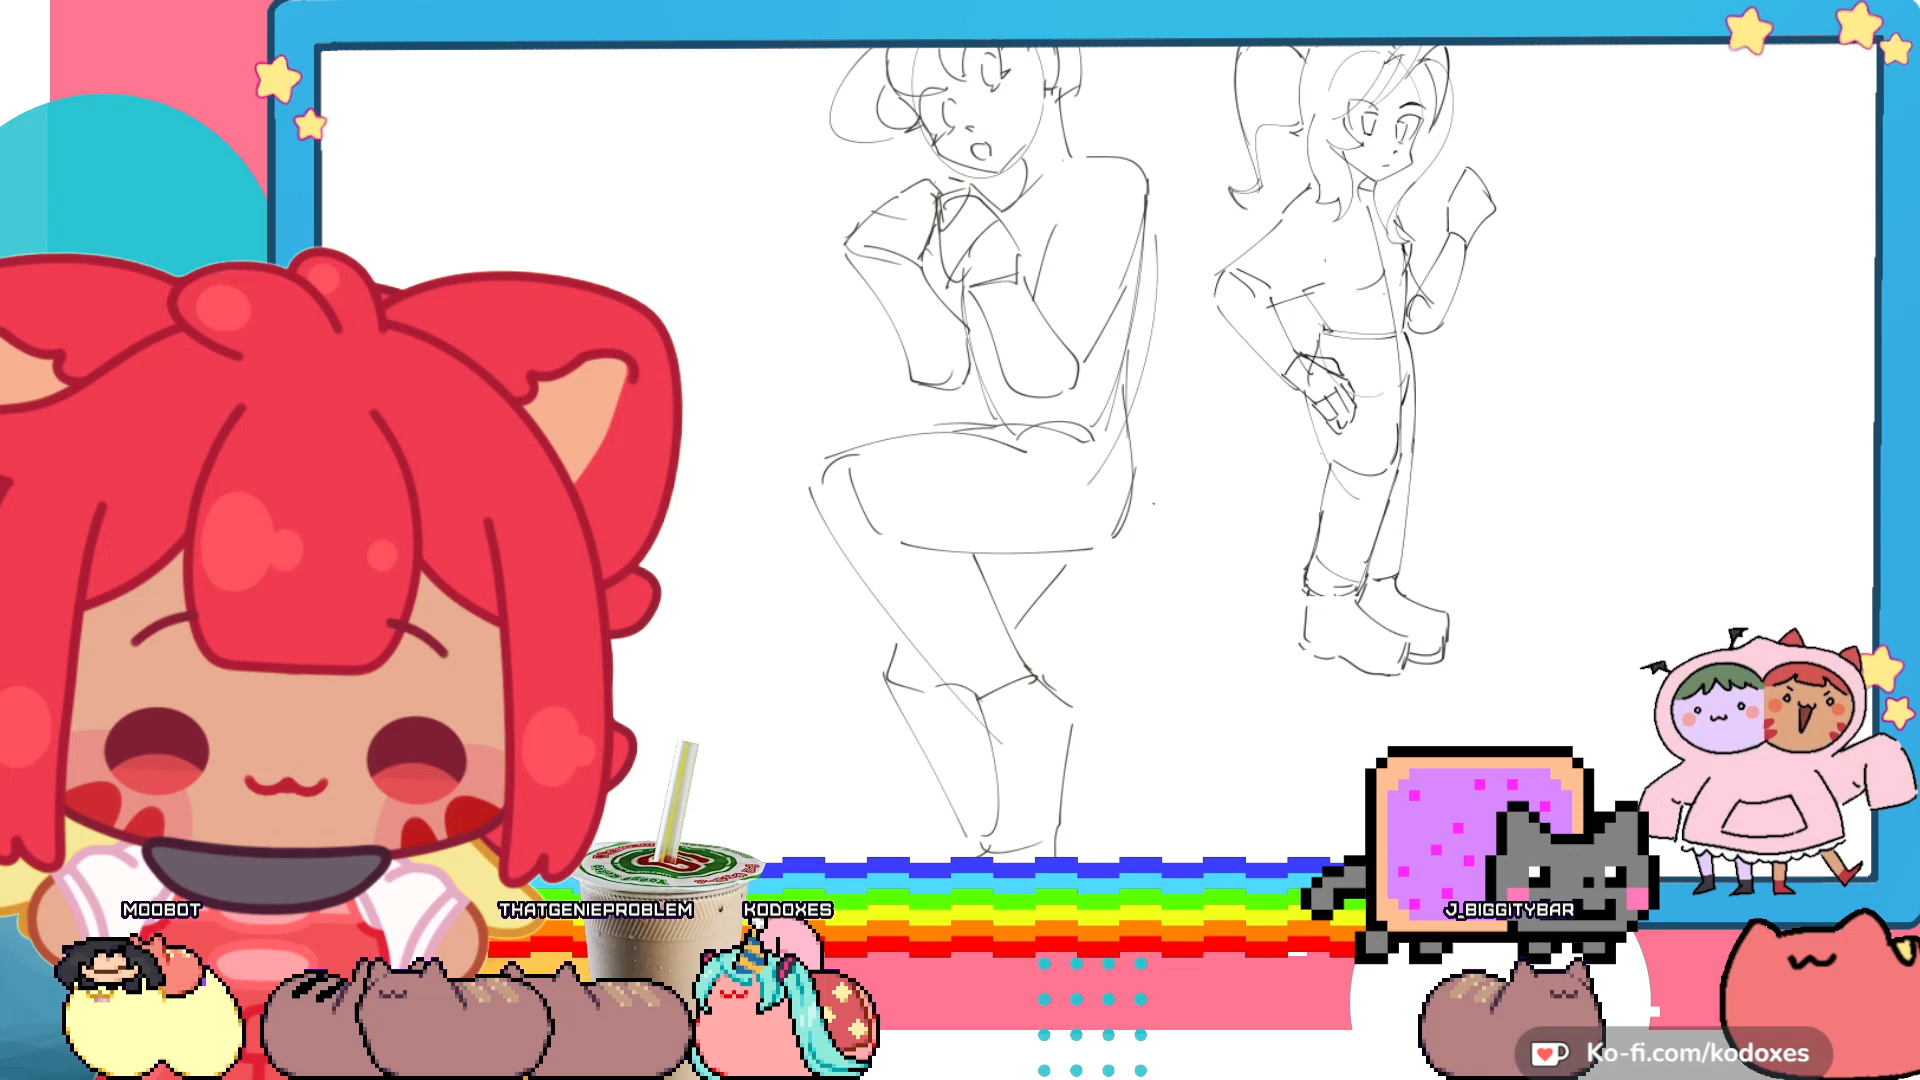 MOOBOT
THATGENIEPROBLEM
KODOXES
J_BIGGITYBAR
Ko-fi.com/kodoxes